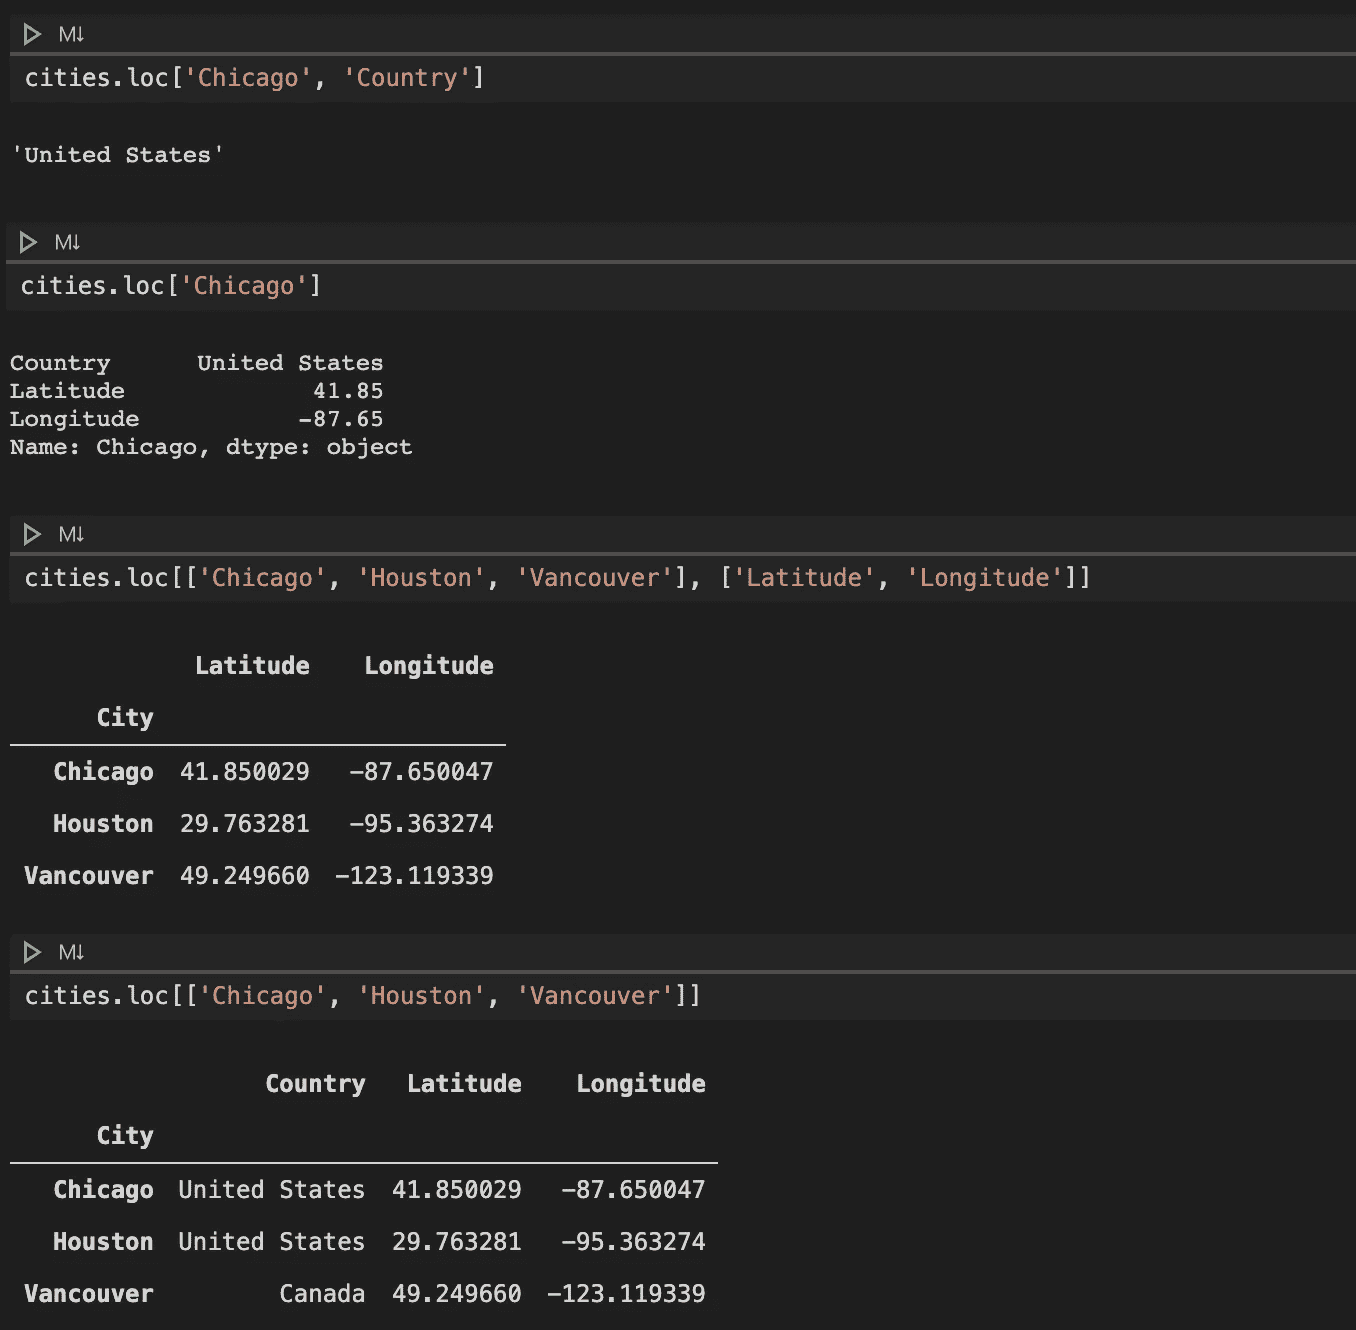 M↓
cities.loc['Chicago', 'Country']
'United States'
M↓
cities.loc['Chicago']
Country      United States
Latitude             41.85
Longitude           -87.65
Name: Chicago, dtype: object
M↓
cities.loc[['Chicago', 'Houston', 'Vancouver'], ['Latitude', 'Longitude']]
Latitude Longitude
City
Chicago 41.850029 -87.650047
Houston 29.763281 -95.363274
Vancouver 49.249660 -123.119339
M↓
cities.loc[['Chicago', 'Houston', 'Vancouver']]
Country Latitude Longitude
City
Chicago United States 41.850029 -87.650047
Houston United States 29.763281 -95.363274
Vancouver Canada 49.249660 -123.119339